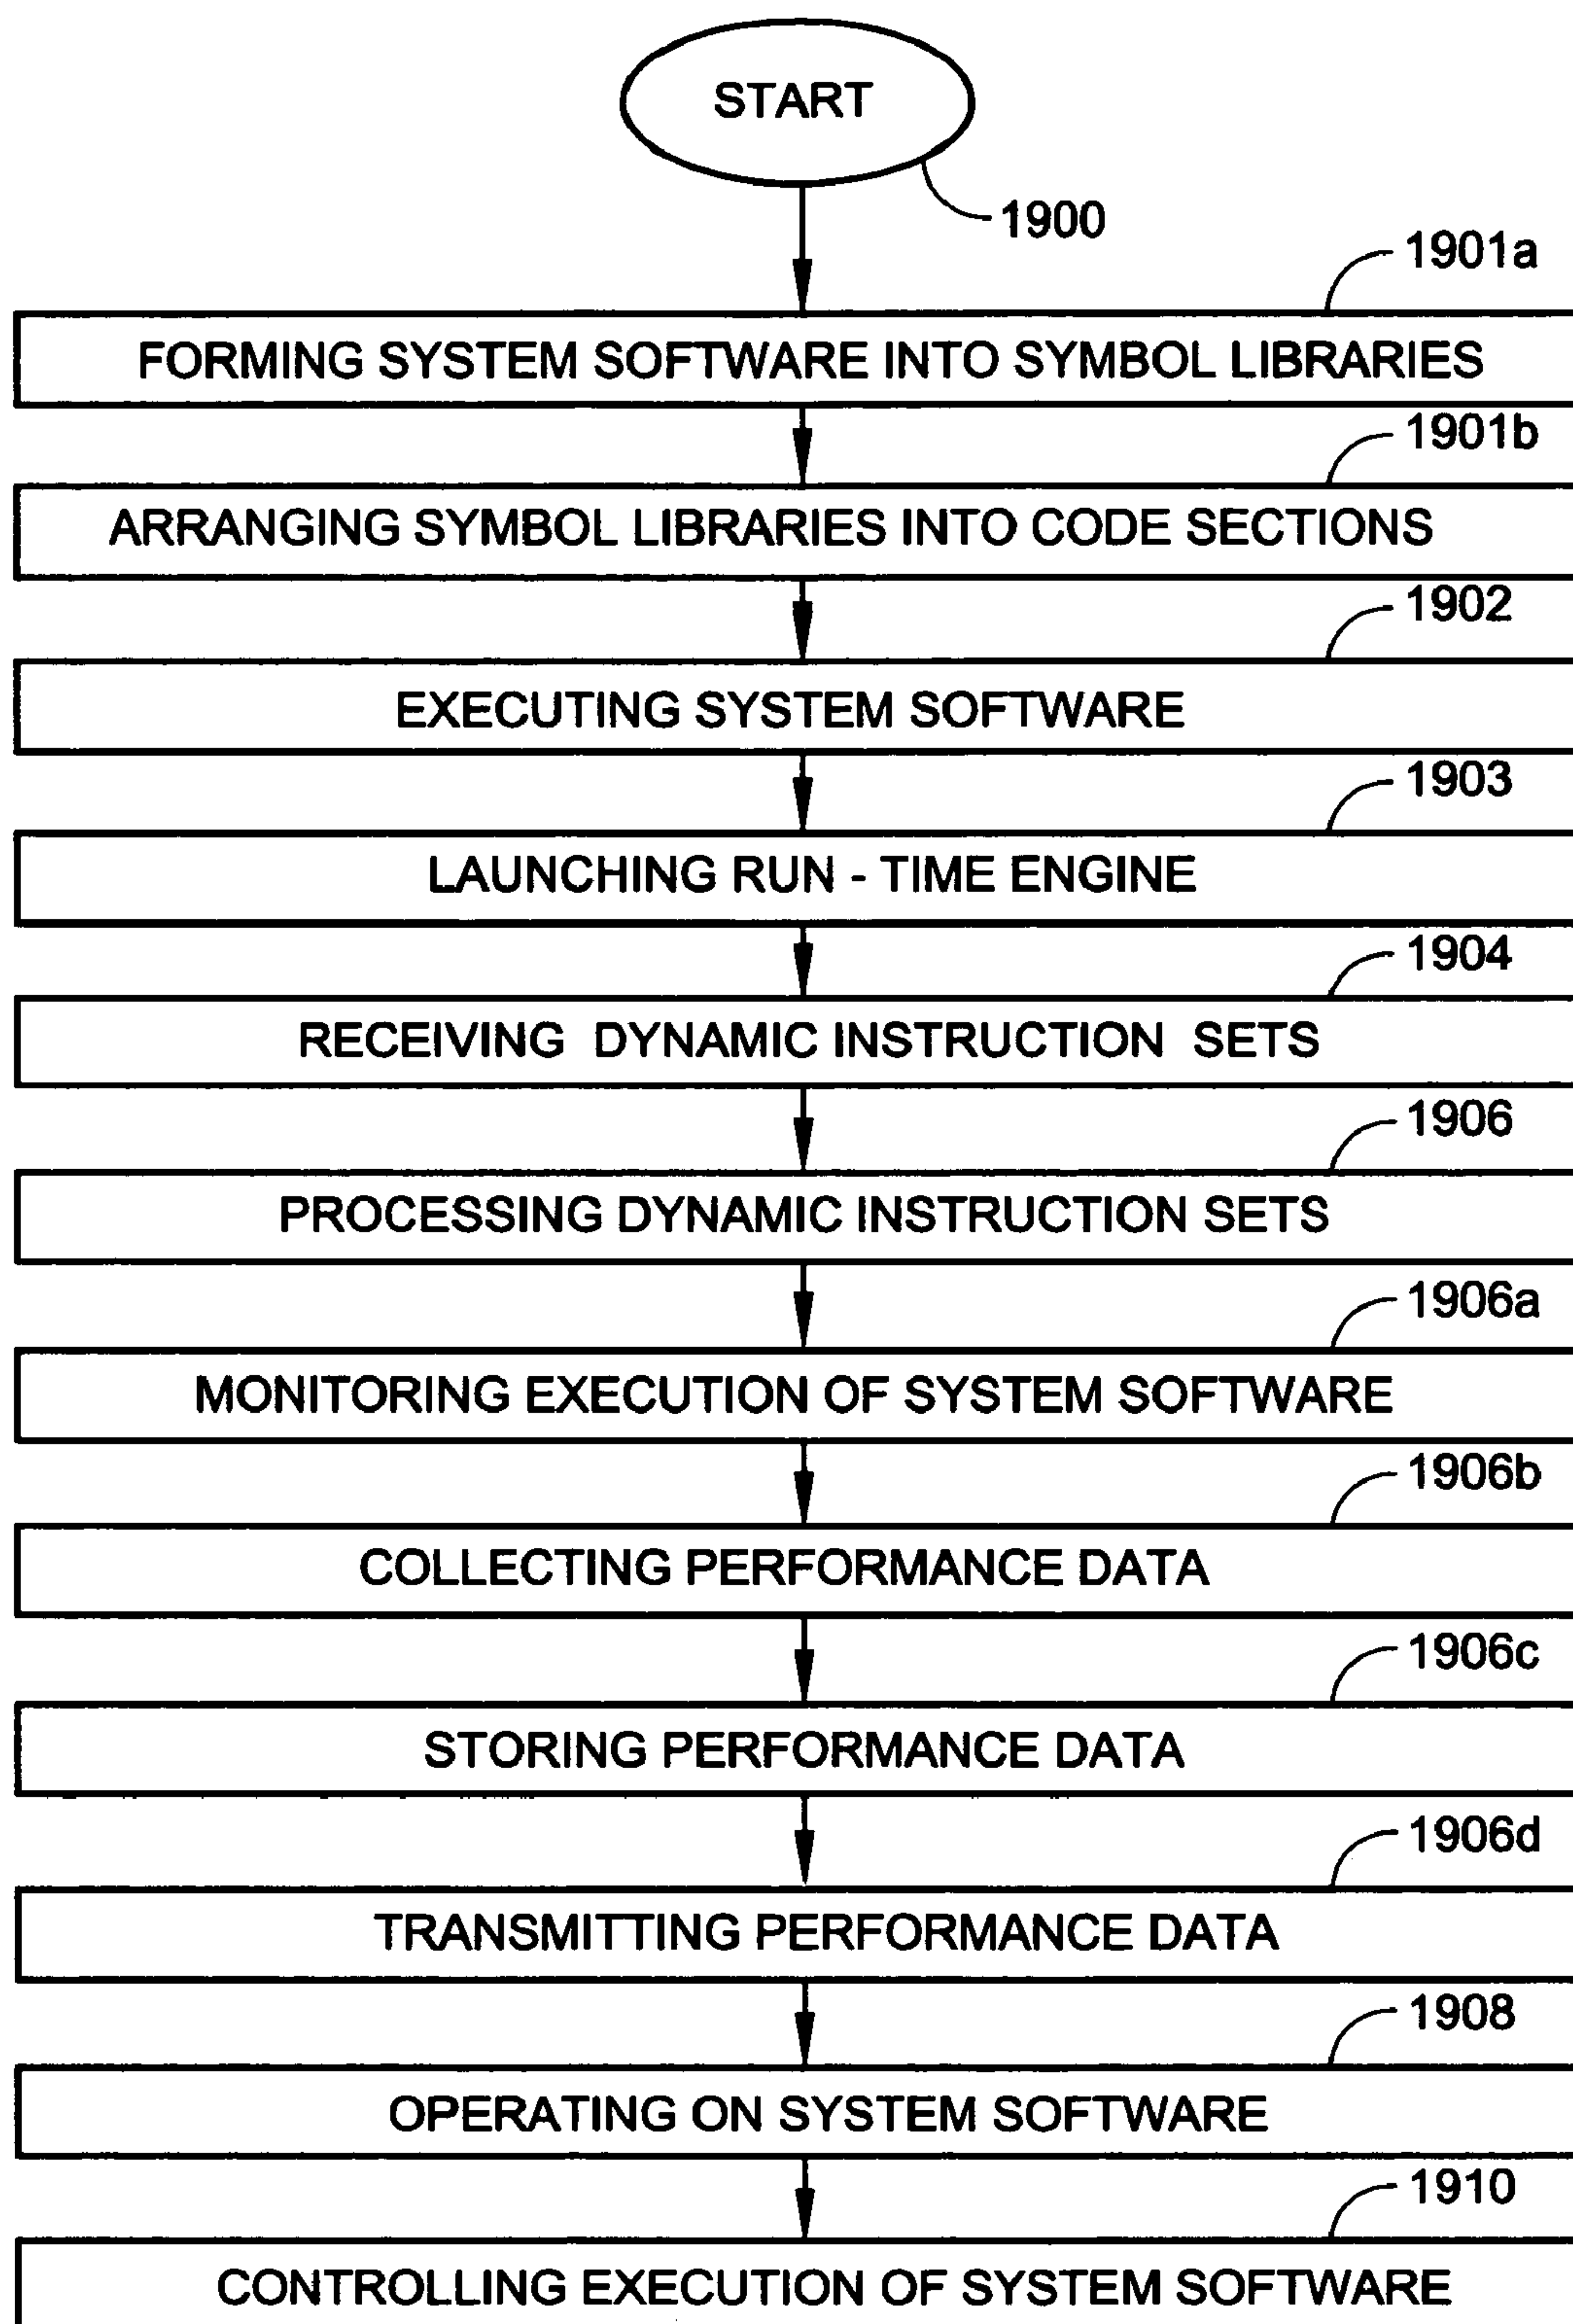 START
1900
1901a
FORMING SYSTEM SOFTWARE INTO SYMBOL LIBRARIES
1901b
ARRANGING SYMBOL LIBRARIES INTO CODE SECTIONS
1902
EXECUTING SYSTEM SOFTWARE
1903
LAUNCHING RUN - TIME ENGINE
1904
RECEIVING DYNAMIC INSTRUCTION SETS
1906
PROCESSING DYNAMIC INSTRUCTION SETS
1906a
MONITORING EXECUTION OF SYSTEM SOFTWARE
1906b
COLLECTING PERFORMANCE DATA
1906c
STORING PERFORMANCE DATA
1906d
TRANSMITTING PERFORMANCE DATA
1908
OPERATING ON SYSTEM SOFTWARE
1910
CONTROLLING EXECUTION OF SYSTEM SOFTWARE